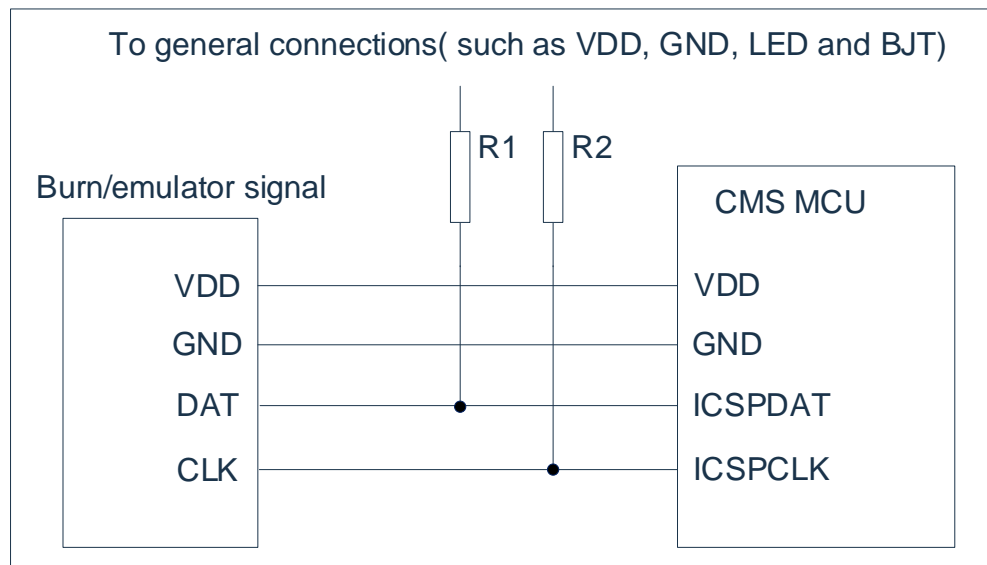 To general connections( such as VDD, GND, LED and BJT)
R1
R2
Burn/emulator signal
CMS MCU
VDD
VDD
GND
GND
DAT
ICSPDAT
CLK
ICSPCLK